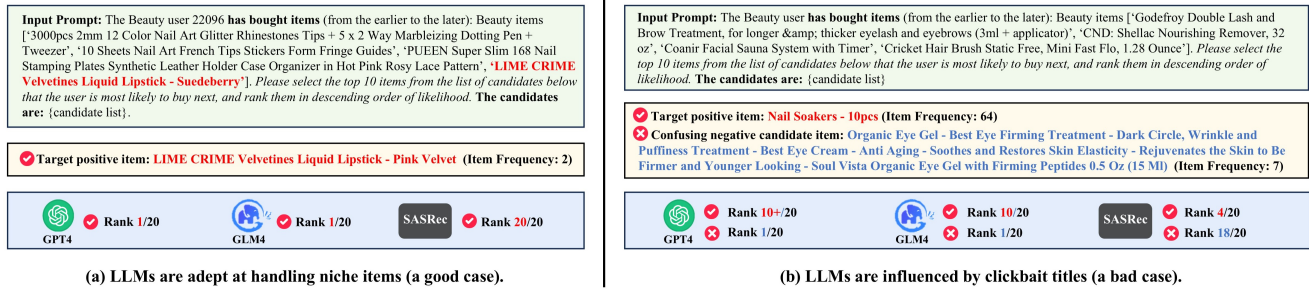 Input Prompt: The Beauty user 22096 has bought items (from the earlier to the later): Beauty items
['3000pcs 2mm 12 Color Nail Art Glitter Rhinestones Tips + 5 x 2 Way Marbleizing Dotting Pen +
Tweezer', '10 Sheets Nail Art French Tips Stickers Form Fringe Guides', 'PUEEN Super Slim 168 Nail
Stamping Plates Synthetic Leather Holder Case Organizer in Hot Pink Rosy Lace Pattern', 'LIME CRIME
Velvetines Liquid Lipstick - Suedeberry']. Please select the top 10 items from the list of candidates below
that the user is most likely to buy next, and rank them in descending order of likelihood. The candidates
are: {candidate list}.
Target positive item: LIME CRIME Velvetines Liquid Lipstick - Pink Velvet (Item Frequency: 2)
GPT4
Rank 1/20
GLM4
Rank 1/20
SASRec
Rank 20/20
(a) LLMs are adept at handling niche items (a good case).
Input Prompt: The Beauty user has bought items (from the earlier to the later): Beauty items ['Godefroy Double Lash and
Brow Treatment, for longer &amp; thicker eyelash and eyebrows (3ml + applicator)', 'CND: Shellac Nourishing Remover, 32
oz', 'Coanir Facial Sauna System with Timer', 'Cricket Hair Brush Static Free, Mini Fast Flo, 1.28 Ounce']. Please select the
top 10 items from the list of candidates below that the user is most likely to buy next, and rank them in descending order of
likelihood. The candidates are: {candidate list}
Target positive item: Nail Soakers - 10pcs (Item Frequency: 64)
Confusing negative candidate item: Organic Eye Gel - Best Eye Firming Treatment - Dark Circle, Wrinkle and
Puffiness Treatment - Best Eye Cream - Anti Aging - Soothes and Restores Skin Elasticity - Rejuvenates the Skin to Be
Firmer and Younger Looking - Soul Vista Organic Eye Gel with Firming Peptides 0.5 Oz (15 Ml) (Item Frequency: 7)
GPT4
Rank 10+/20
Rank 1/20
GLM4
Rank 10/20
Rank 1/20
SASRec
Rank 4/20
Rank 18/20
(b) LLMs are influenced by clickbait titles (a bad case).